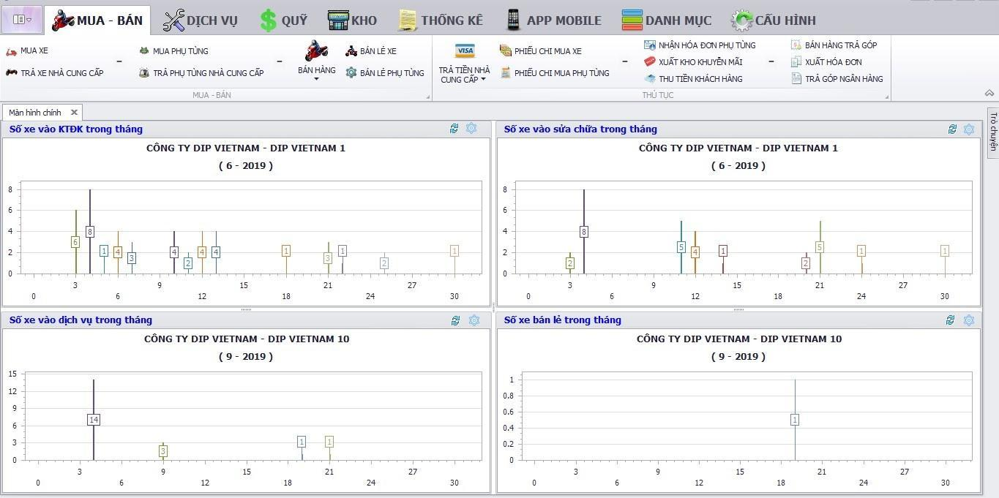 MUA - BÁN DỊCH VỤ QUỸ KHO THỐNG KÊ APP MOBILE DANH MỤC CẤU HÌNH
MUA XE
TRẢ XE NHÀ CUNG CẤP
MUA PHỤ TÙNG
TRẢ PHỤ TÙNG NHÀ CUNG CẤP
BÁN HÀNG
BÁN LẺ XE
BÁN LẺ PHỤ TÙNG
MUA - BÁN
VISA
TRẢ TIỀN NHÀ
CUNG CẤP
PHIẾU CHI MUA XE
PHIẾU CHI MUA PHỤ TÙNG
NHẬN HÓA ĐƠN PHỤ TÙNG
XUẤT KHO KHUYẾN MÃI
THU TIỀN KHÁCH HÀNG
BÁN HÀNG TRẢ GÓP
XUẤT HÓA ĐƠN
TRẢ GÓP NGÂN HÀNG
THỦ TỤC
Màn hình chính
Trò chuyện
Số xe vào KTĐK trong tháng
CÔNG TY DIP VIETNAM - DIP VIETNAM 1
( 6 - 2019 )
8
6
4
2
0
6 8 1 4 3 4 2 4 4 1 3 1 2 1
3 9 15 21 27
0 6 12 18 24 30
Số xe vào sửa chữa trong tháng
CÔNG TY DIP VIETNAM - DIP VIETNAM 1
( 6 - 2019 )
8
6
4
2
0
2 8 5 4 1 2 5 1 1
3 9 15 21 27
0 6 12 18 24 30
Số xe vào dịch vụ trong tháng
CÔNG TY DIP VIETNAM - DIP VIETNAM 10
( 9 - 2019 )
15
12
9
6
3
0
14 3 1 1
3 9 15 21 27
0 6 12 18 24 30
Số xe bán lẻ trong tháng
CÔNG TY DIP VIETNAM - DIP VIETNAM 10
( 9 - 2019 )
1
0.8
0.6
0.4
0.2
0
1
3 9 15 21 27
0 6 12 18 24 30